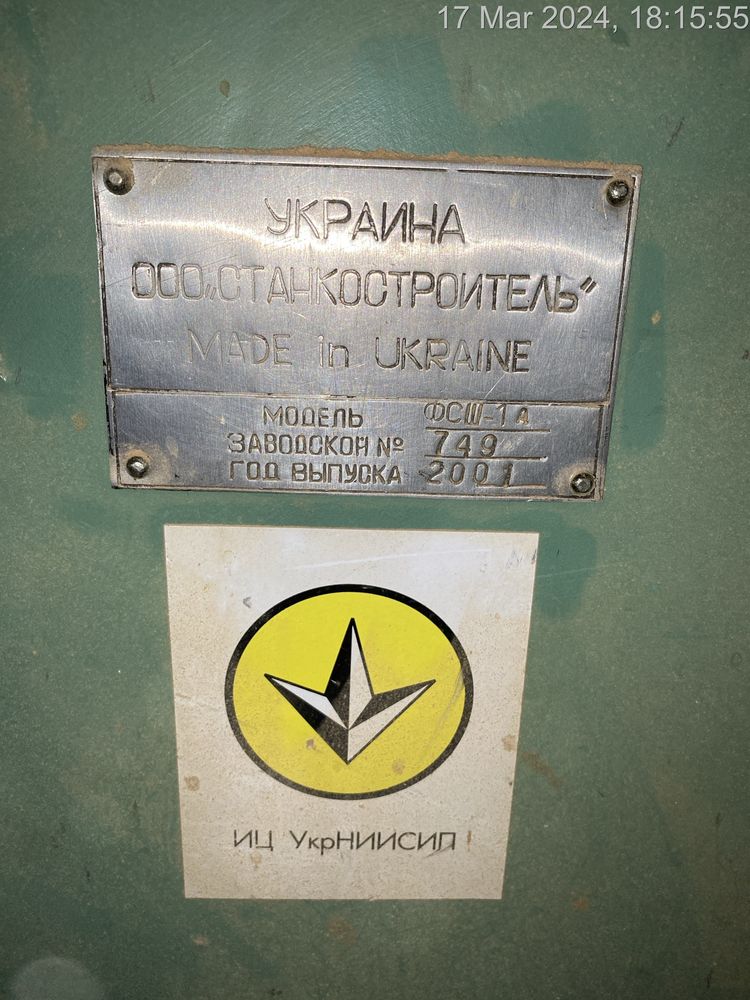 17 Mar 2024, 18:15:55
УКРАИНА
ООО„СТАНКОСТРОИТЕЛЬ”
MADE in UKRAINE
МОДЕЛЬ ФСШ-1А
ЗАВОДСКОЙ № 749
ГОД ВЫПУСКА 2001
ИЦ УкрНИИСИП